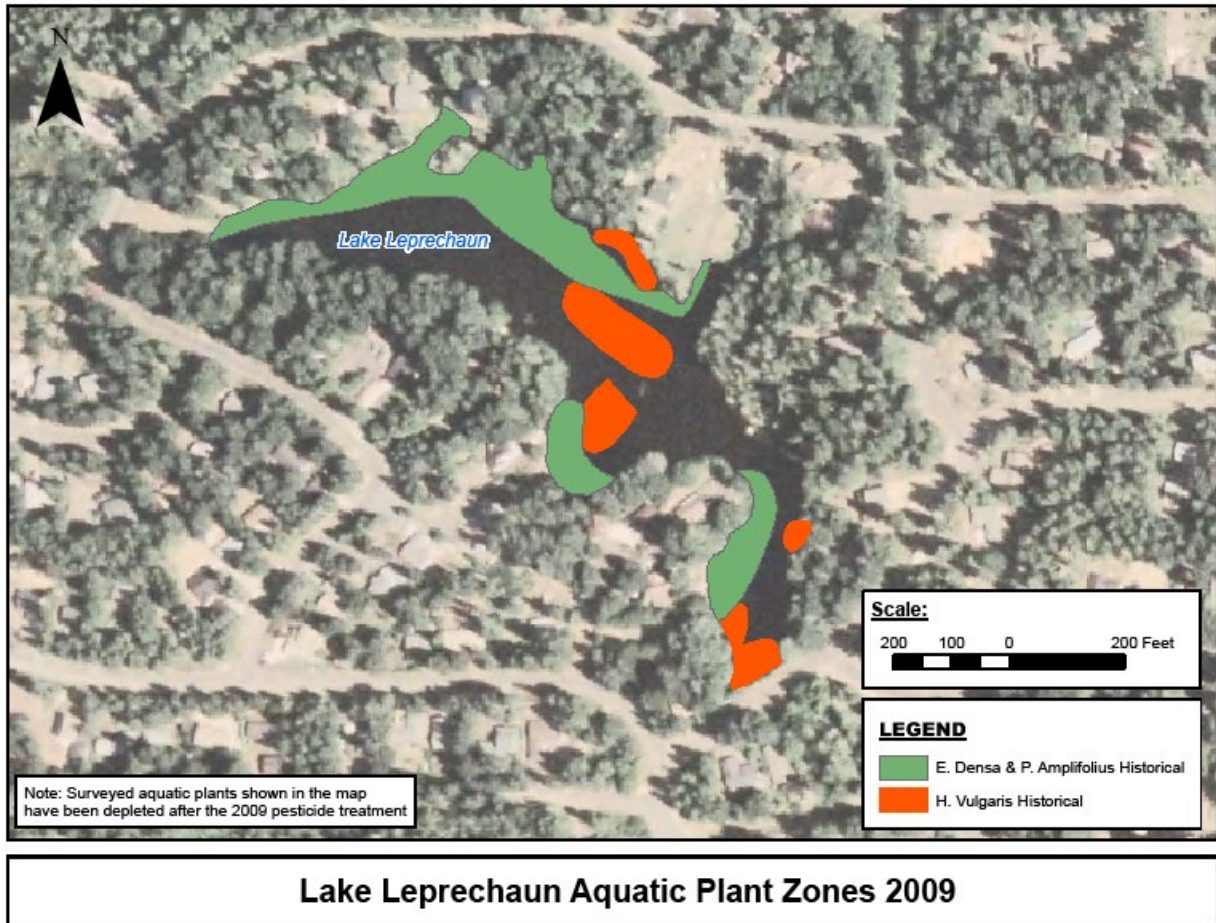 N
Lake Leprechaun
Scale:
200 100 0 200 Feet
LEGEND
E. Densa & P. Amplifolius Historical
H. Vulgaris Historical
Note: Surveyed aquatic plants shown in the map
have been depleted after the 2009 pesticide treatment
Lake Leprechaun Aquatic Plant Zones 2009